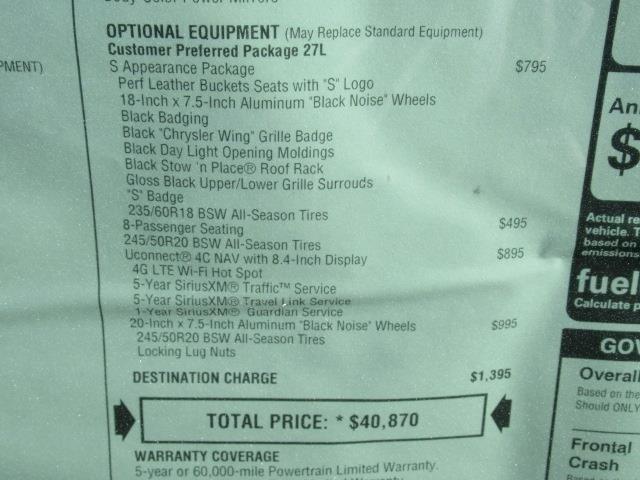 Body Color Power Mirrors
OPTIONAL EQUIPMENT (May Replace Standard Equipment)
Customer Preferred Package 27L
PMENT)
S Appearance Package $795
Perf Leather Buckets Seats with "S" Logo
18-Inch x 7.5-Inch Aluminum "Black Noise" Wheels
Black Badging
Black "Chrysler Wing" Grille Badge
Black Day Light Opening Moldings
Black Stow 'n Place® Roof Rack
Gloss Black Upper/Lower Grille Surrouds
"S" Badge
235/60R18 BSW All-Season Tires
8-Passenger Seating $495
245/50R20 BSW All-Season Tires
Uconnect® 4C NAV with 8.4-Inch Display $895
4G LTE Wi-Fi Hot Spot
5-Year SiriusXM® Traffic™ Service
5-Year SiriusXM® Travel Link Service
1-Year SiriusXM® Guardian Service
20-Inch x 7.5-Inch Aluminum "Black Noise" Wheels $995
245/50R20 BSW All-Season Tires
Locking Lug Nuts
DESTINATION CHARGE $1,395
TOTAL PRICE: * $40,870
WARRANTY COVERAGE
5-year or 60,000-mile Powertrain Limited Warranty.
An
$
Actual re
vehicle. T
based on
emissions
fuel
Calculate p
GOV
Overall
Based on the
Should ONLY
Frontal
Crash